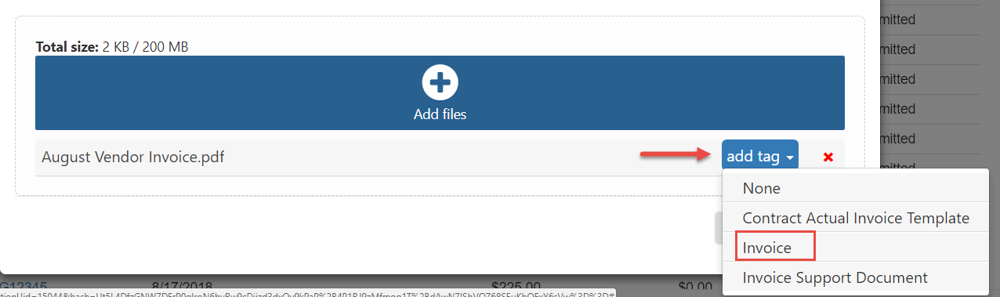 Total size: 2 KB / 200 MB
mitted
mitted
mitted
mitted
mitted
mitted
Add files
August Vendor Invoice.pdf
add tag
None
Contract Actual Invoice Template
Invoice
Invoice Support Document
G12345 8/17/2018 $225.00 $0.00